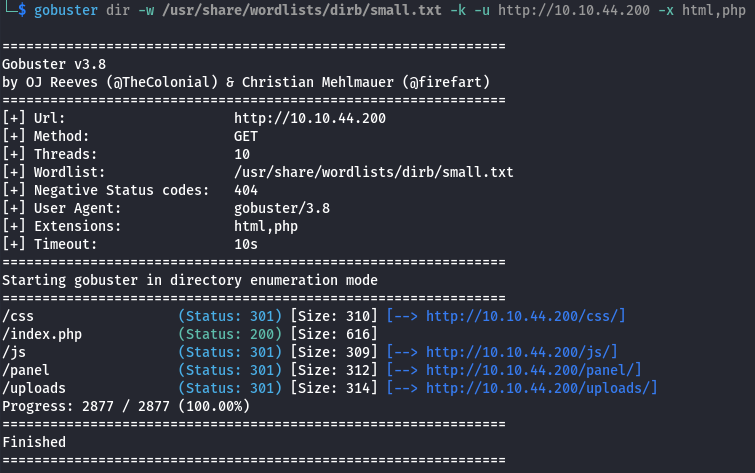 └─$ gobuster dir -w /usr/share/wordlists/dirb/small.txt -k -u http://10.10.44.200 -x html,php
===============================================================
Gobuster v3.8
by OJ Reeves (@TheColonial) & Christian Mehlmauer (@firefart)
===============================================================
[+] Url:                     http://10.10.44.200
[+] Method:                  GET
[+] Threads:                 10
[+] Wordlist:                /usr/share/wordlists/dirb/small.txt
[+] Negative Status codes:   404
[+] User Agent:              gobuster/3.8
[+] Extensions:              html,php
[+] Timeout:                 10s
===============================================================
Starting gobuster in directory enumeration mode
===============================================================
/css                  (Status: 301) [Size: 310] [--> http://10.10.44.200/css/]
/index.php            (Status: 200) [Size: 616]
/js                   (Status: 301) [Size: 309] [--> http://10.10.44.200/js/]
/panel                (Status: 301) [Size: 312] [--> http://10.10.44.200/panel/]
/uploads              (Status: 301) [Size: 314] [--> http://10.10.44.200/uploads/]
Progress: 2877 / 2877 (100.00%)
===============================================================
Finished
===============================================================